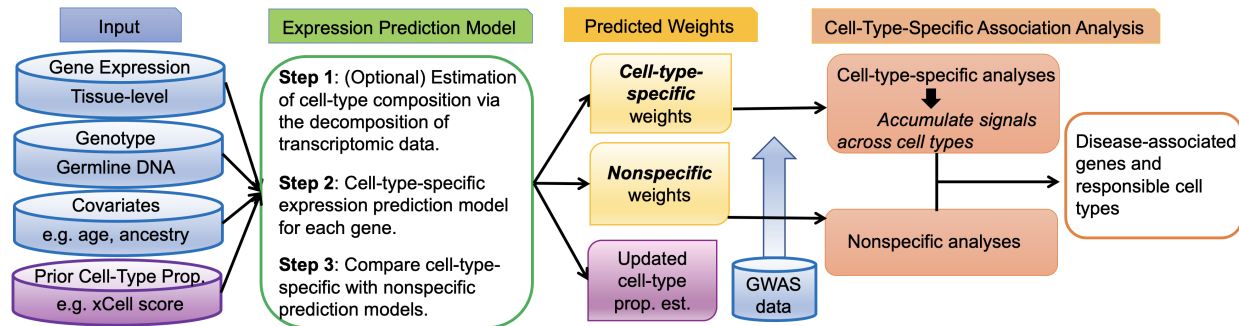 Input
Gene Expression
Tissue-level
Genotype
Germline DNA
Covariates
e.g. age, ancestry
Prior Cell-Type Prop.
e.g. xCell score
Expression Prediction Model
Step 1: (Optional) Estimation
of cell-type composition via
the decomposition of
transcriptomic data.
Step 2: Cell-type-specific
expression prediction model
for each gene.
Step 3: Compare cell-type-
specific with nonspecific
prediction models.
Predicted Weights
Cell-type-
specific
weights
Nonspecific
weights
Updated
cell-type
prop. est.
GWAS
data
Cell-Type-Specific Association Analysis
Cell-type-specific analyses
Accumulate signals
across cell types
Nonspecific analyses
Disease-associated
genes and
responsible cell
types